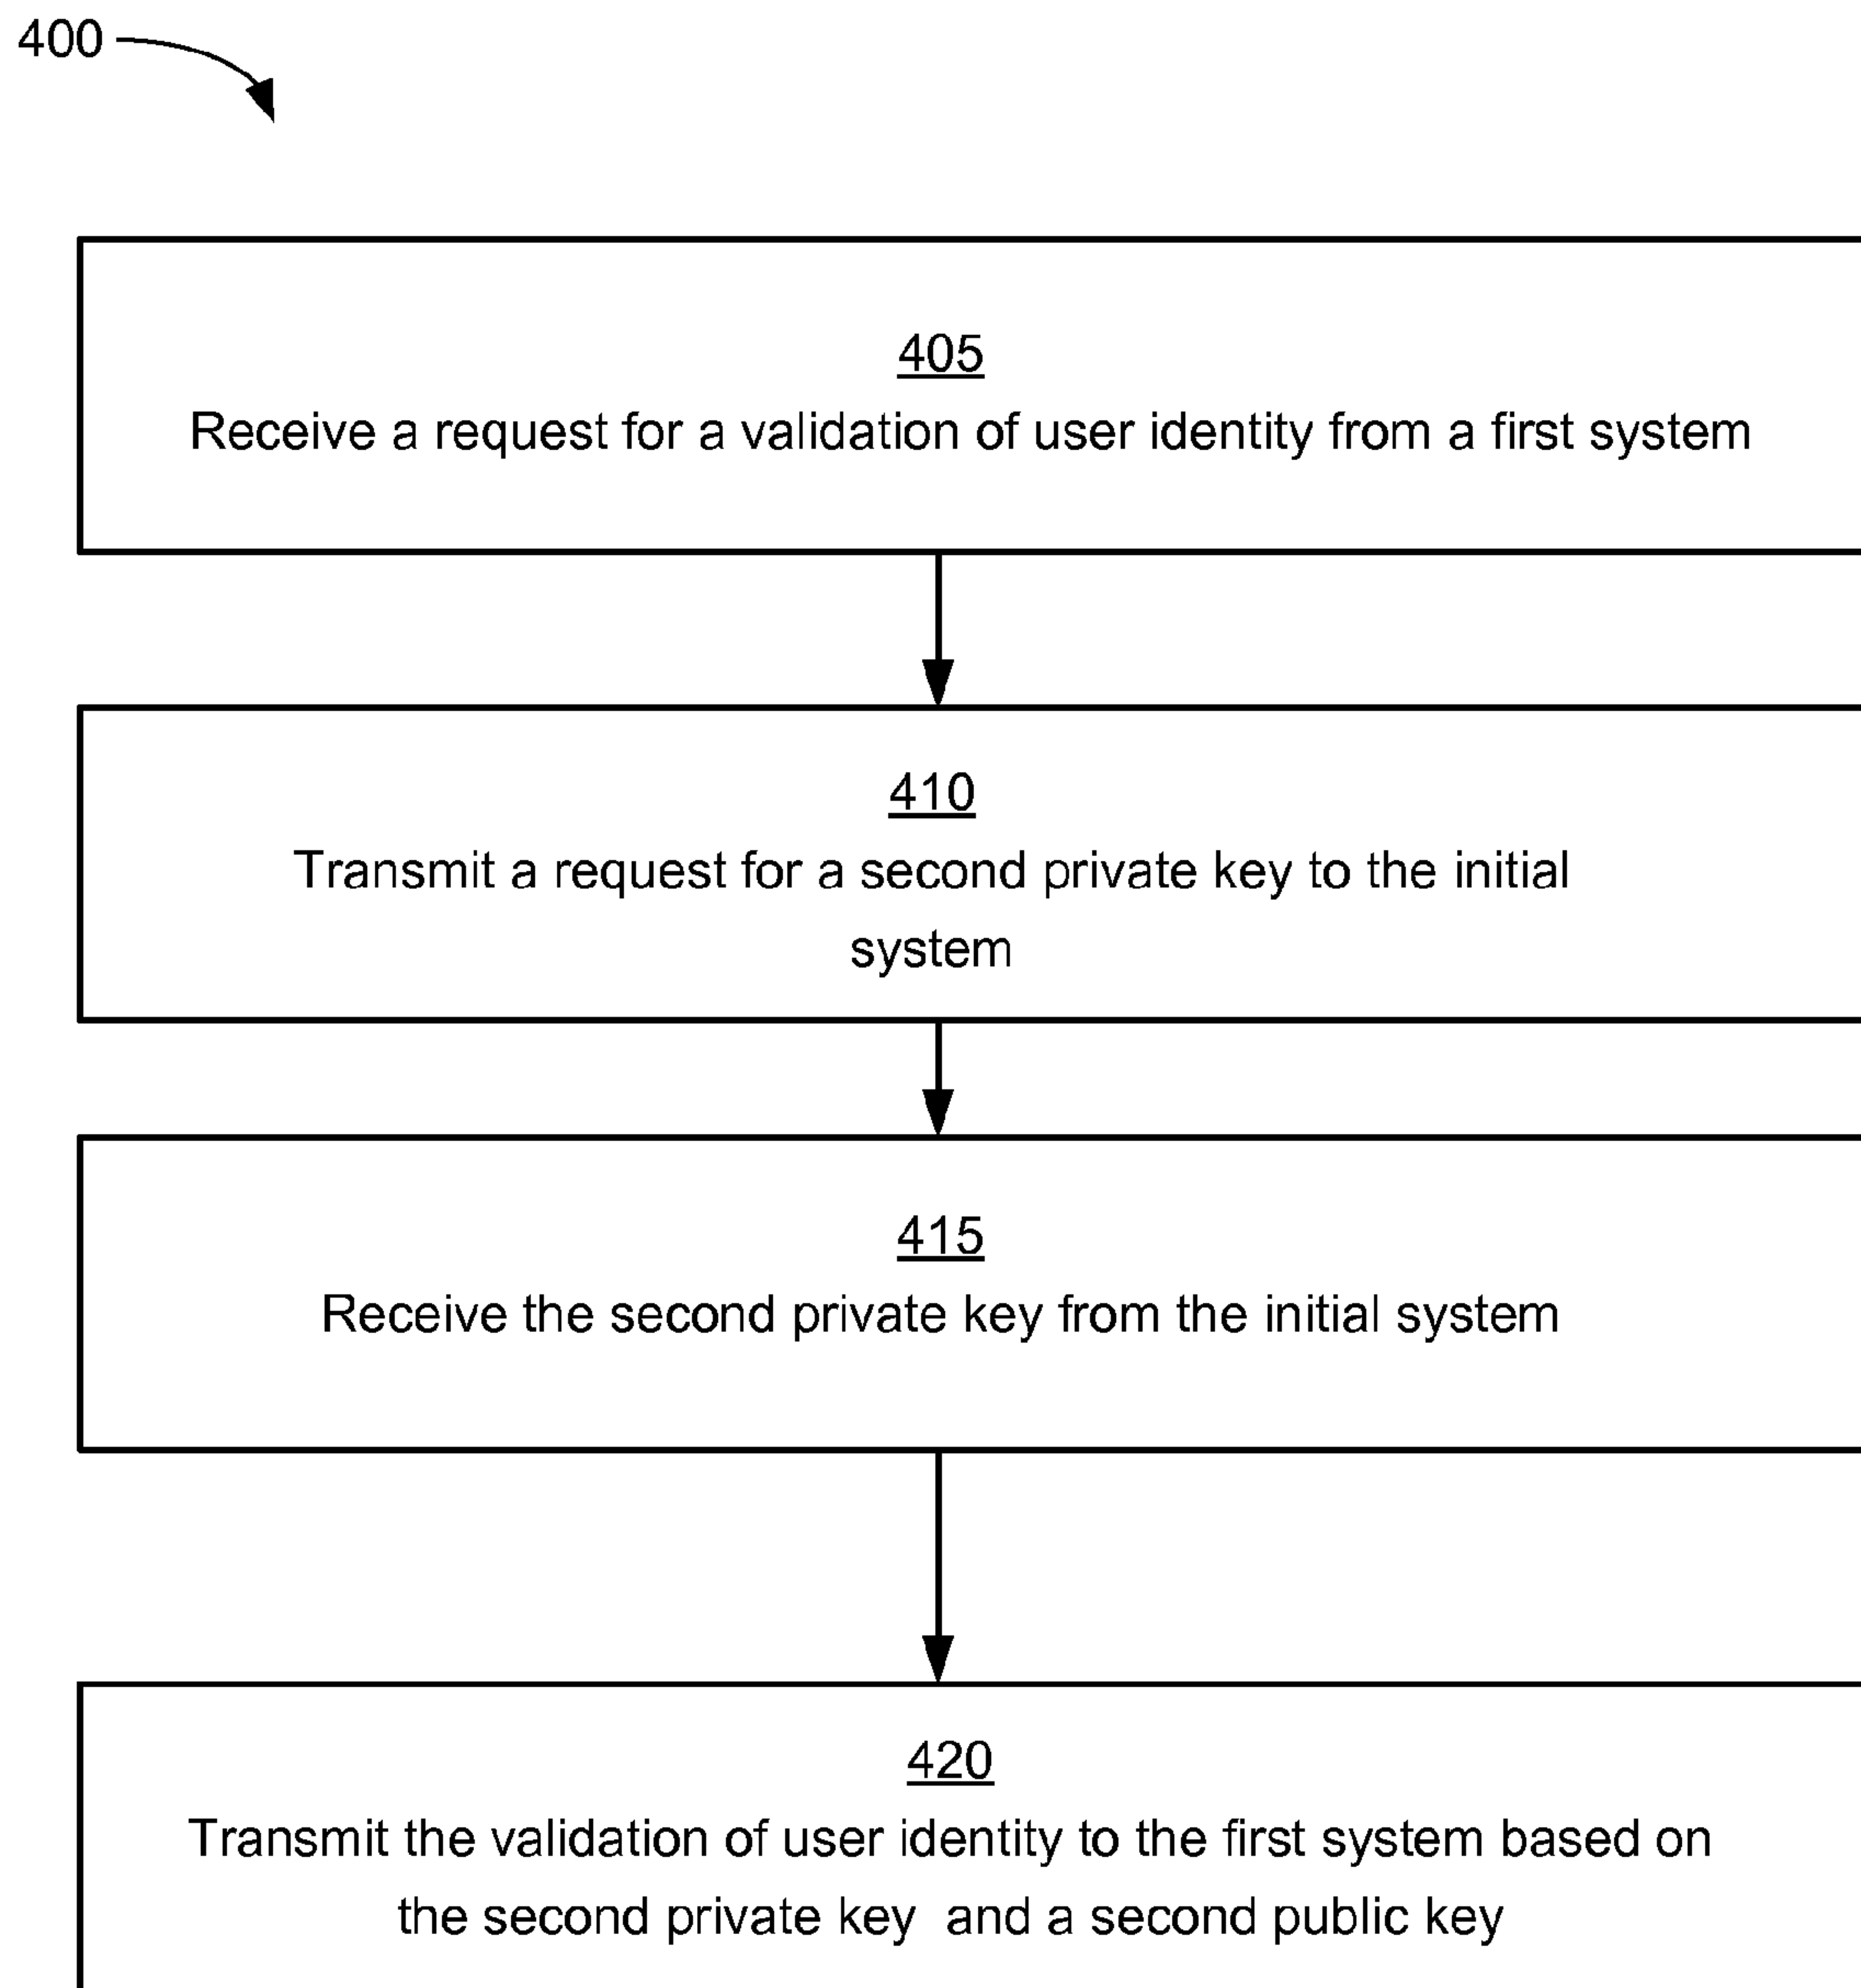 400
405
Receive a request for a validation of user identity from a first system
410
Transmit a request for a second private key to the initial
system
415
Receive the second private key from the initial system
420
Transmit the validation of user identity to the first system based on
the second private key and a second public key